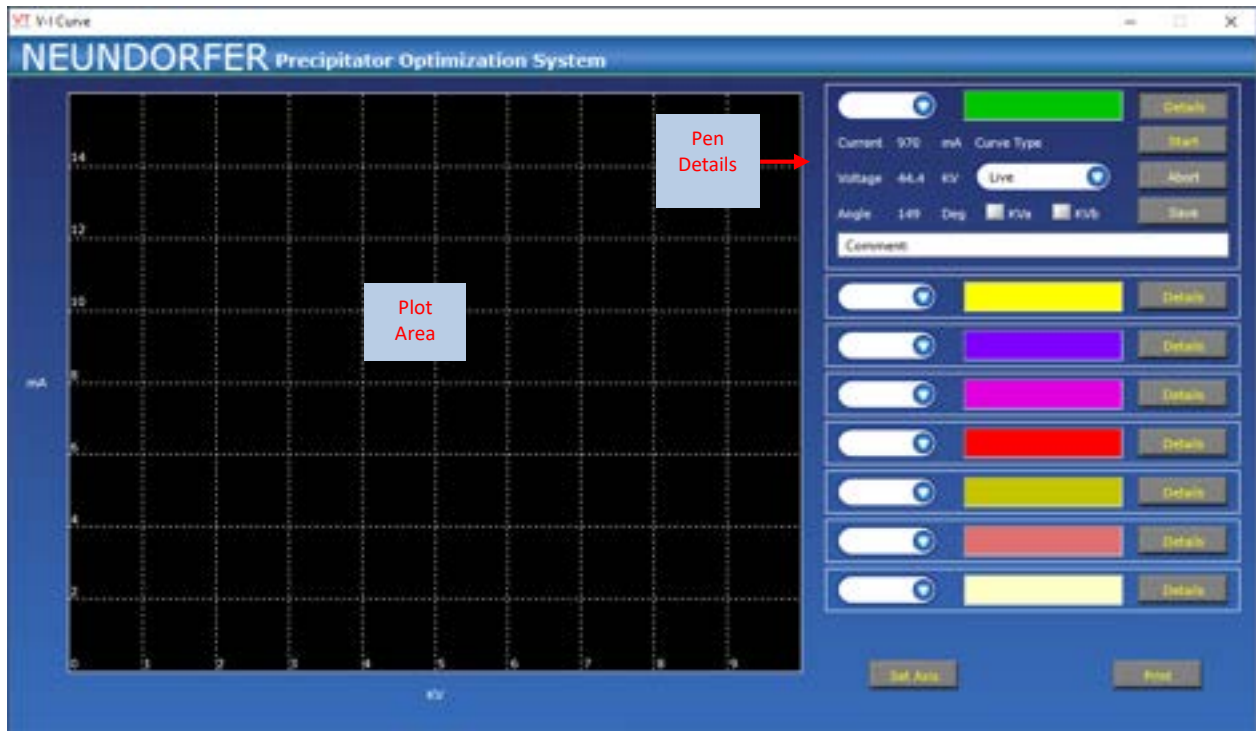 VT V-I Curve
NEUNDORFER Precipitator Optimization System
Pen
Details
Plot
Area
14
12
10
8
6
4
2
mA
0 1 2 3 4 5 6 7 8 9
KV
Details
Current 970 mA Curve Type Start
Voltage 44.4 KV Live Abort
Angle 149 Deg KVa KVb Save
Comment:
Details
Details
Details
Details
Details
Details
Details
Set Axis Print